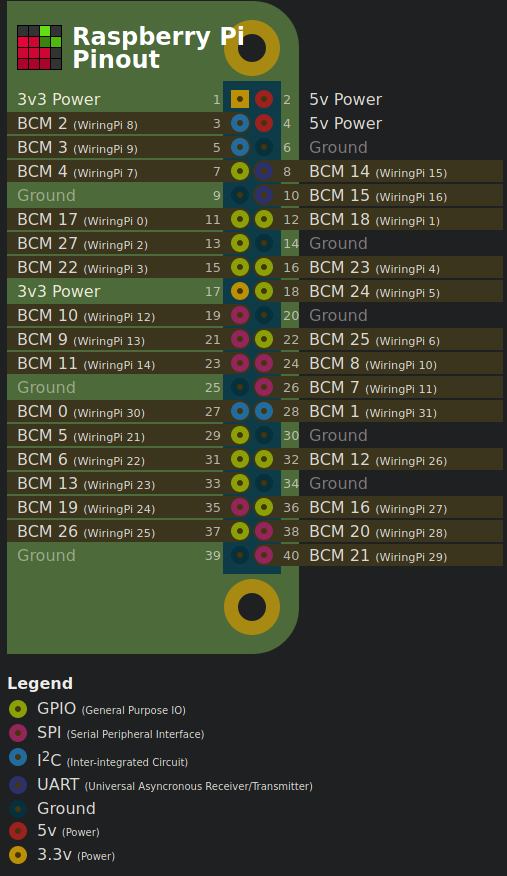 Raspberry Pi
Pinout
3v3 Power 1 2 5v Power
BCM 2 (WiringPi 8) 3 4 5v Power
BCM 3 (WiringPi 9) 5 6 Ground
BCM 4 (WiringPi 7) 7 8 BCM 14 (WiringPi 15)
Ground 9 10 BCM 15 (WiringPi 16)
BCM 17 (WiringPi 0) 11 12 BCM 18 (WiringPi 1)
BCM 27 (WiringPi 2) 13 14 Ground
BCM 22 (WiringPi 3) 15 16 BCM 23 (WiringPi 4)
3v3 Power 17 18 BCM 24 (WiringPi 5)
BCM 10 (WiringPi 12) 19 20 Ground
BCM 9 (WiringPi 13) 21 22 BCM 25 (WiringPi 6)
BCM 11 (WiringPi 14) 23 24 BCM 8 (WiringPi 10)
Ground 25 26 BCM 7 (WiringPi 11)
BCM 0 (WiringPi 30) 27 28 BCM 1 (WiringPi 31)
BCM 5 (WiringPi 21) 29 30 Ground
BCM 6 (WiringPi 22) 31 32 BCM 12 (WiringPi 26)
BCM 13 (WiringPi 23) 33 34 Ground
BCM 19 (WiringPi 24) 35 36 BCM 16 (WiringPi 27)
BCM 26 (WiringPi 25) 37 38 BCM 20 (WiringPi 28)
Ground 39 40 BCM 21 (WiringPi 29)
Legend
GPIO (General Purpose IO)
SPI (Serial Peripheral Interface)
I²C (Inter-integrated Circuit)
UART (Universal Asyncronous Receiver/Transmitter)
Ground
5v (Power)
3.3v (Power)